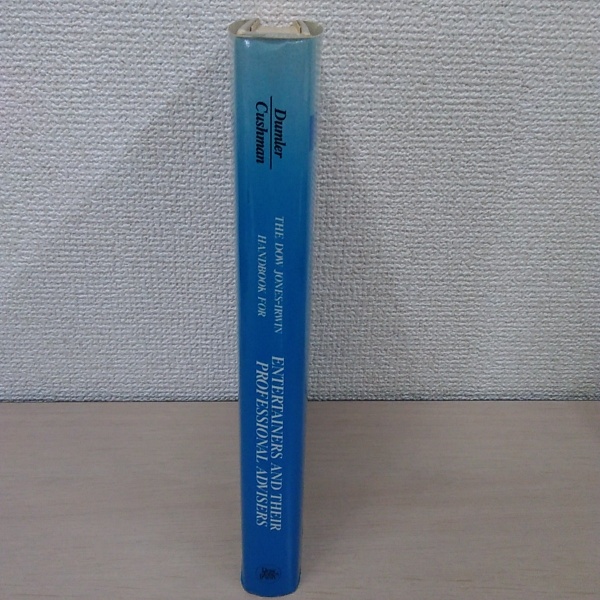 Dumler
Cushman
THE DOW JONES-IRWIN
HANDBOOK FOR
ENTERTAINERS AND THEIR
PROFESSIONAL ADVISERS